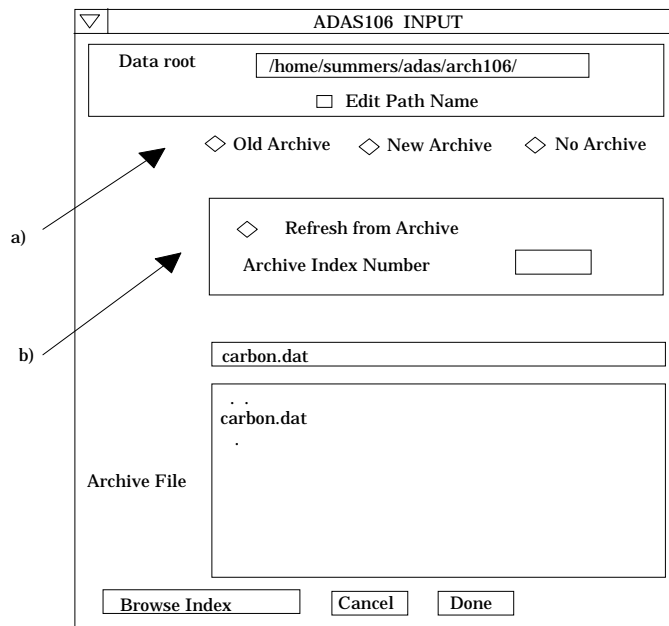 ADAS106 INPUT
Data root
/home/summers/adas/arch106/
Edit Path Name
Old Archive
New Archive
No Archive
a)
Refresh from Archive
Archive Index Number
b)
carbon.dat
. .
carbon.dat
.
Archive File
Browse Index
Cancel
Done